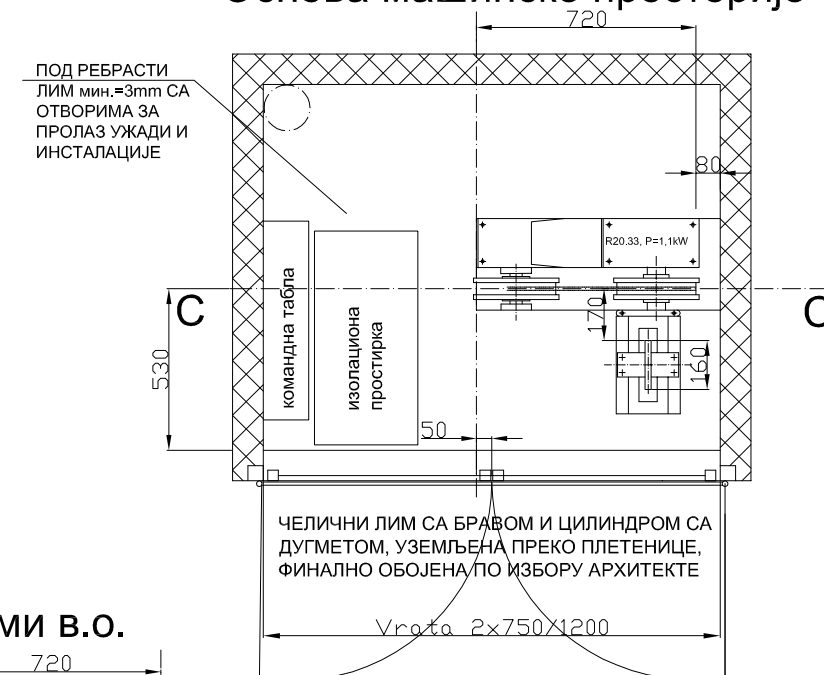 Основа машинске просторије
720
ПОД РЕБРАСТИ
ЛИМ мин.=3mm СА
ОТВОРИМА ЗА
ПРОЛАЗ УЖАДИ И
ИНСТАЛАЦИЈЕ
80
R20.33, P=1,1kW
командна табла
изолациона
простирка
C
170
160
530
50
ЧЕЛИЧНИ ЛИМ СА БРАВОМ И ЦИЛИНДРОМ СА
ДУГМЕТОМ, УЗЕМЉЕНА ПРЕКО ПЛЕТЕНИЦЕ,
ФИНАЛНО ОБОЈЕНА ПО ИЗБОРУ АРХИТЕКТЕ
Vrata 2x750/1200
ми в.о.
720